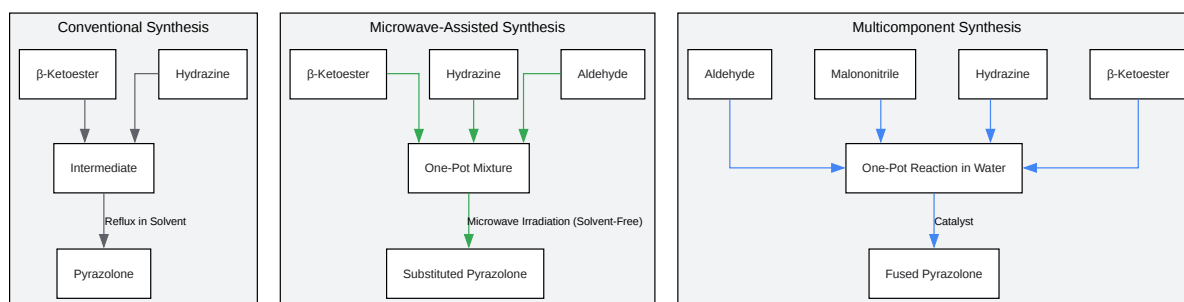 Conventional Synthesis
β-Ketoester
Hydrazine
Intermediate
Reflux in Solvent
Pyrazolone
Microwave-Assisted Synthesis
β-Ketoester
Hydrazine
Aldehyde
One-Pot Mixture
Microwave Irradiation (Solvent-Free)
Substituted Pyrazolone
Multicomponent Synthesis
Aldehyde
Malononitrile
Hydrazine
β-Ketoester
One-Pot Reaction in Water
Catalyst
Fused Pyrazolone